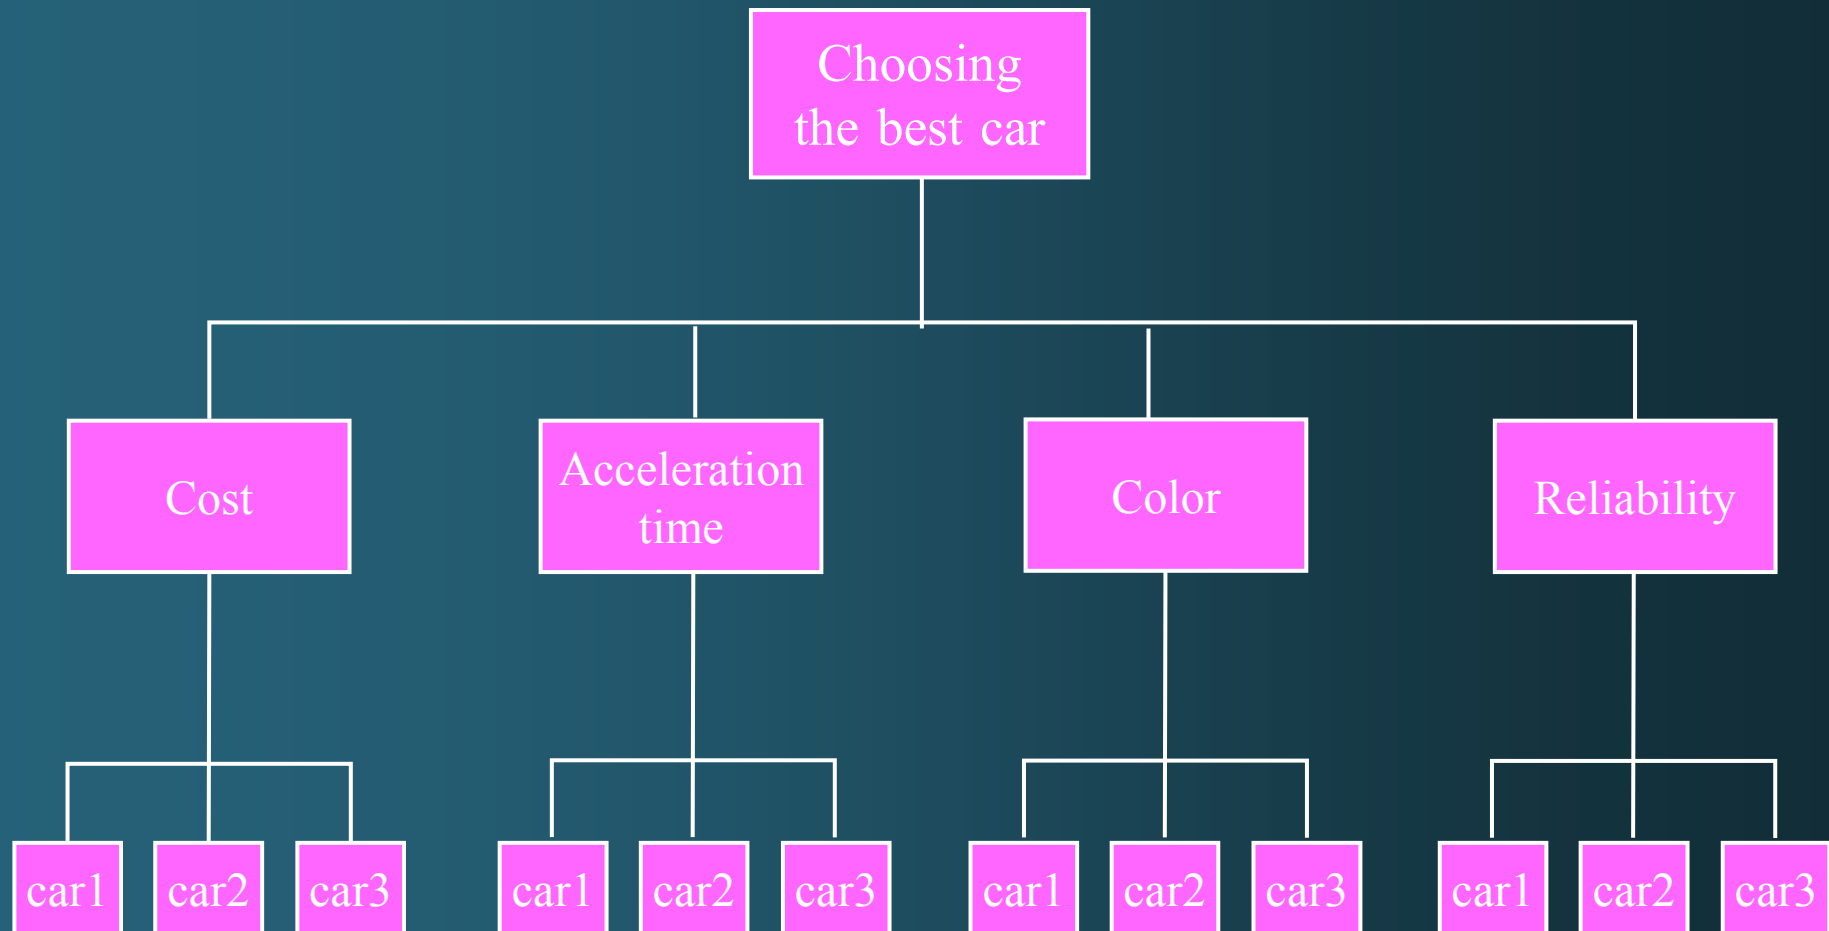 Choosing
the best car
Cost
Acceleration
time
Color
Reliability
car1
car2
car3
car1
car2
car3
car1
car2
car3
car1
car2
car3